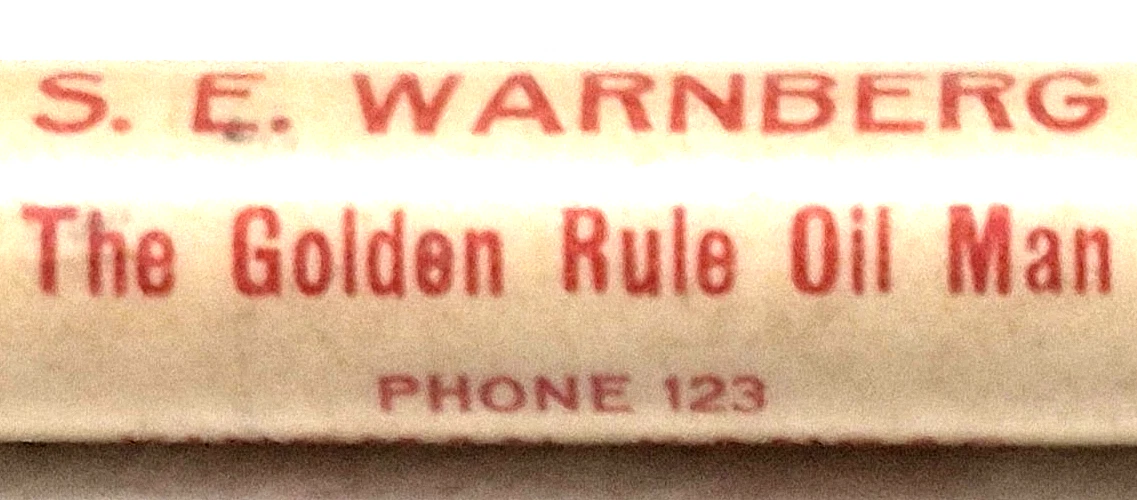 S. E. WARNBERG
The Golden Rule Oil Man
PHONE 123